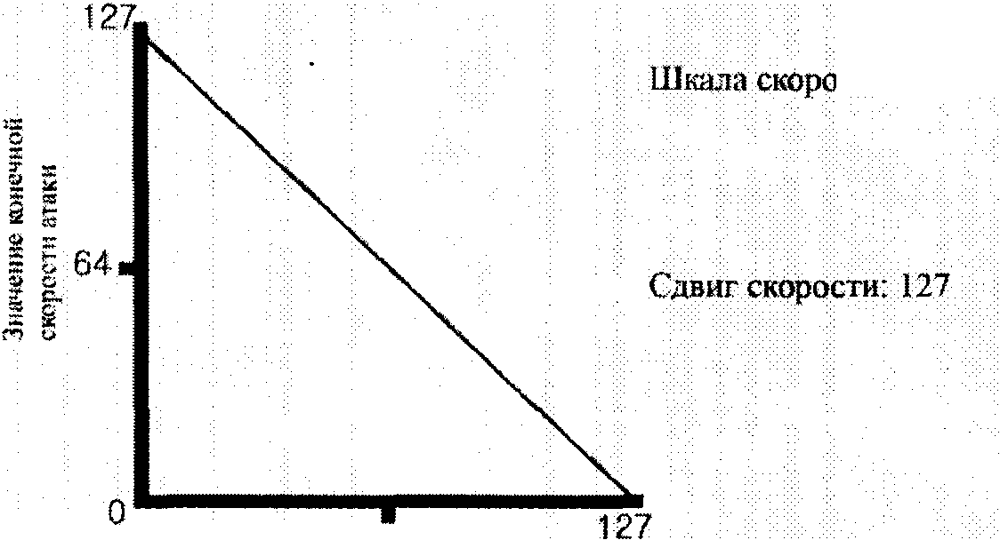 127
Шкала скоро
Значение конечной
скорости атаки
64
Сдвиг скорости: 127
0
127